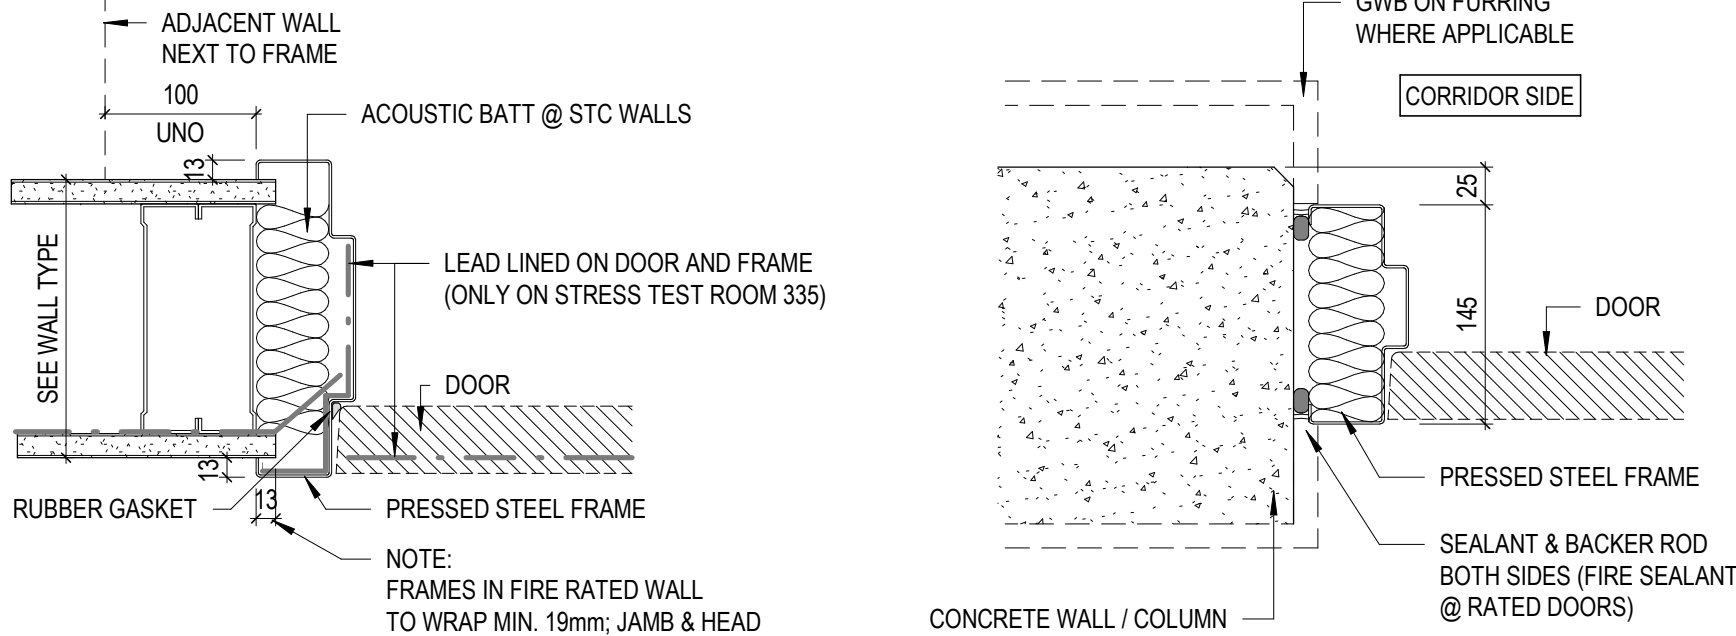 ADJACENT WALL
NEXT TO FRAME
100
UNO
13
ACOUSTIC BATT @ STC WALLS
SEE WALL TYPE
LEAD LINED ON DOOR AND FRAME
(ONLY ON STRESS TEST ROOM 335)
DOOR
13
RUBBER GASKET
13
PRESSED STEEL FRAME
NOTE:
FRAMES IN FIRE RATED WALL
TO WRAP MIN. 19mm; JAMB & HEAD
GWB ON FURRING
WHERE APPLICABLE
CORRIDOR SIDE
25
145
DOOR
PRESSED STEEL FRAME
SEALANT & BACKER ROD
BOTH SIDES (FIRE SEALANT
@ RATED DOORS)
CONCRETE WALL / COLUMN